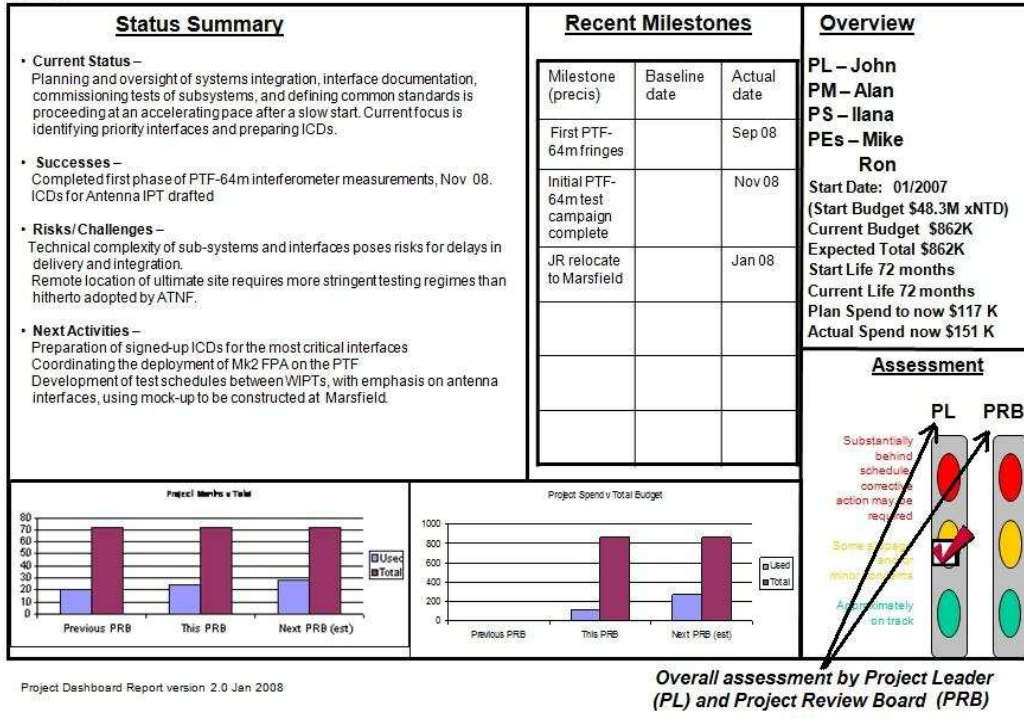 Status Summary
• Current Status –
Planning and oversight of systems integration, interface documentation,
commissioning tests of subsystems, and defining common standards is
proceeding at an accelerating pace after a slow start. Current focus is
identifying priority interfaces and preparing ICDs.
• Successes –
Completed first phase of PTF-64m interferometer measurements, Nov 08.
ICDs for Antenna IPT drafted
• Risks/Challenges –
Technical complexity of sub-systems and interfaces poses risks for delays in
delivery and integration.
Remote location of ultimate site requires more stringent testing regimes than
hitherto adopted by ATNF.
• Next Activities –
Preparation of signed-up ICDs for the most critical interfaces
Coordinating the deployment of Mk2 FPA on the PTF
Development of test schedules between WIPTs, with emphasis on antenna
interfaces, using mock-up to be constructed at Marsfield.
Recent Milestones
Milestone (precis) Baseline date Actual date
First PTF-64m fringes Sep 08
Initial PTF-64m test campaign complete Nov 08
JR relocate to Marsfield Jan 08
Overview
PL – John
PM – Alan
PS – Ilana
PEs – Mike
Ron
Start Date: 01/2007
(Start Budget $48.3M xNTD)
Current Budget $862K
Expected Total $862K
Start Life 72 months
Current Life 72 months
Plan Spend to now $117 K
Actual Spend now $151 K
Assessment
PL PRB
Substantially
behind
schedule,
corrective
action may be
required
Some slippage
and/or
minor concerns
Approximately
on track
Project Months v Total
80
70
60
50
40
30
20
10
0
Previous PRB This PRB Next PRB (est)
Used
Total
Project Spend v Total Budget
1000
800
600
400
200
0
Previous PRB This PRB Next PRB (est)
Used
Total
Project Dashboard Report version 2.0 Jan 2008
Overall assessment by Project Leader
(PL) and Project Review Board (PRB)